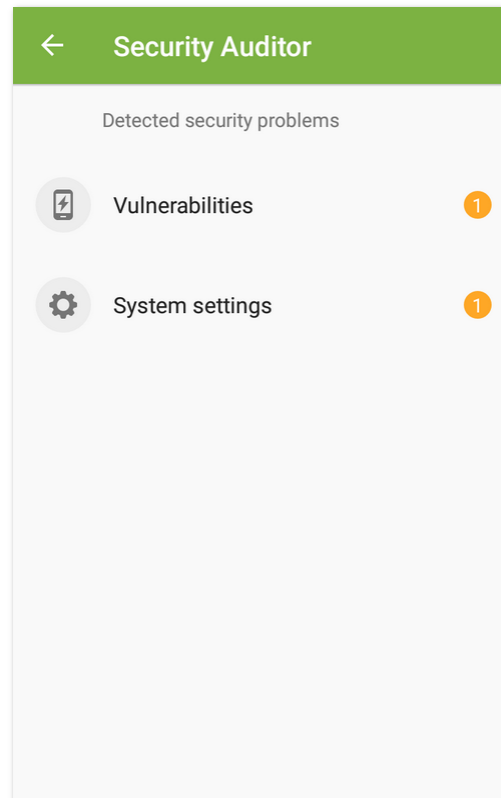 Security Auditor
Detected security problems
Vulnerabilities 1
System settings 1